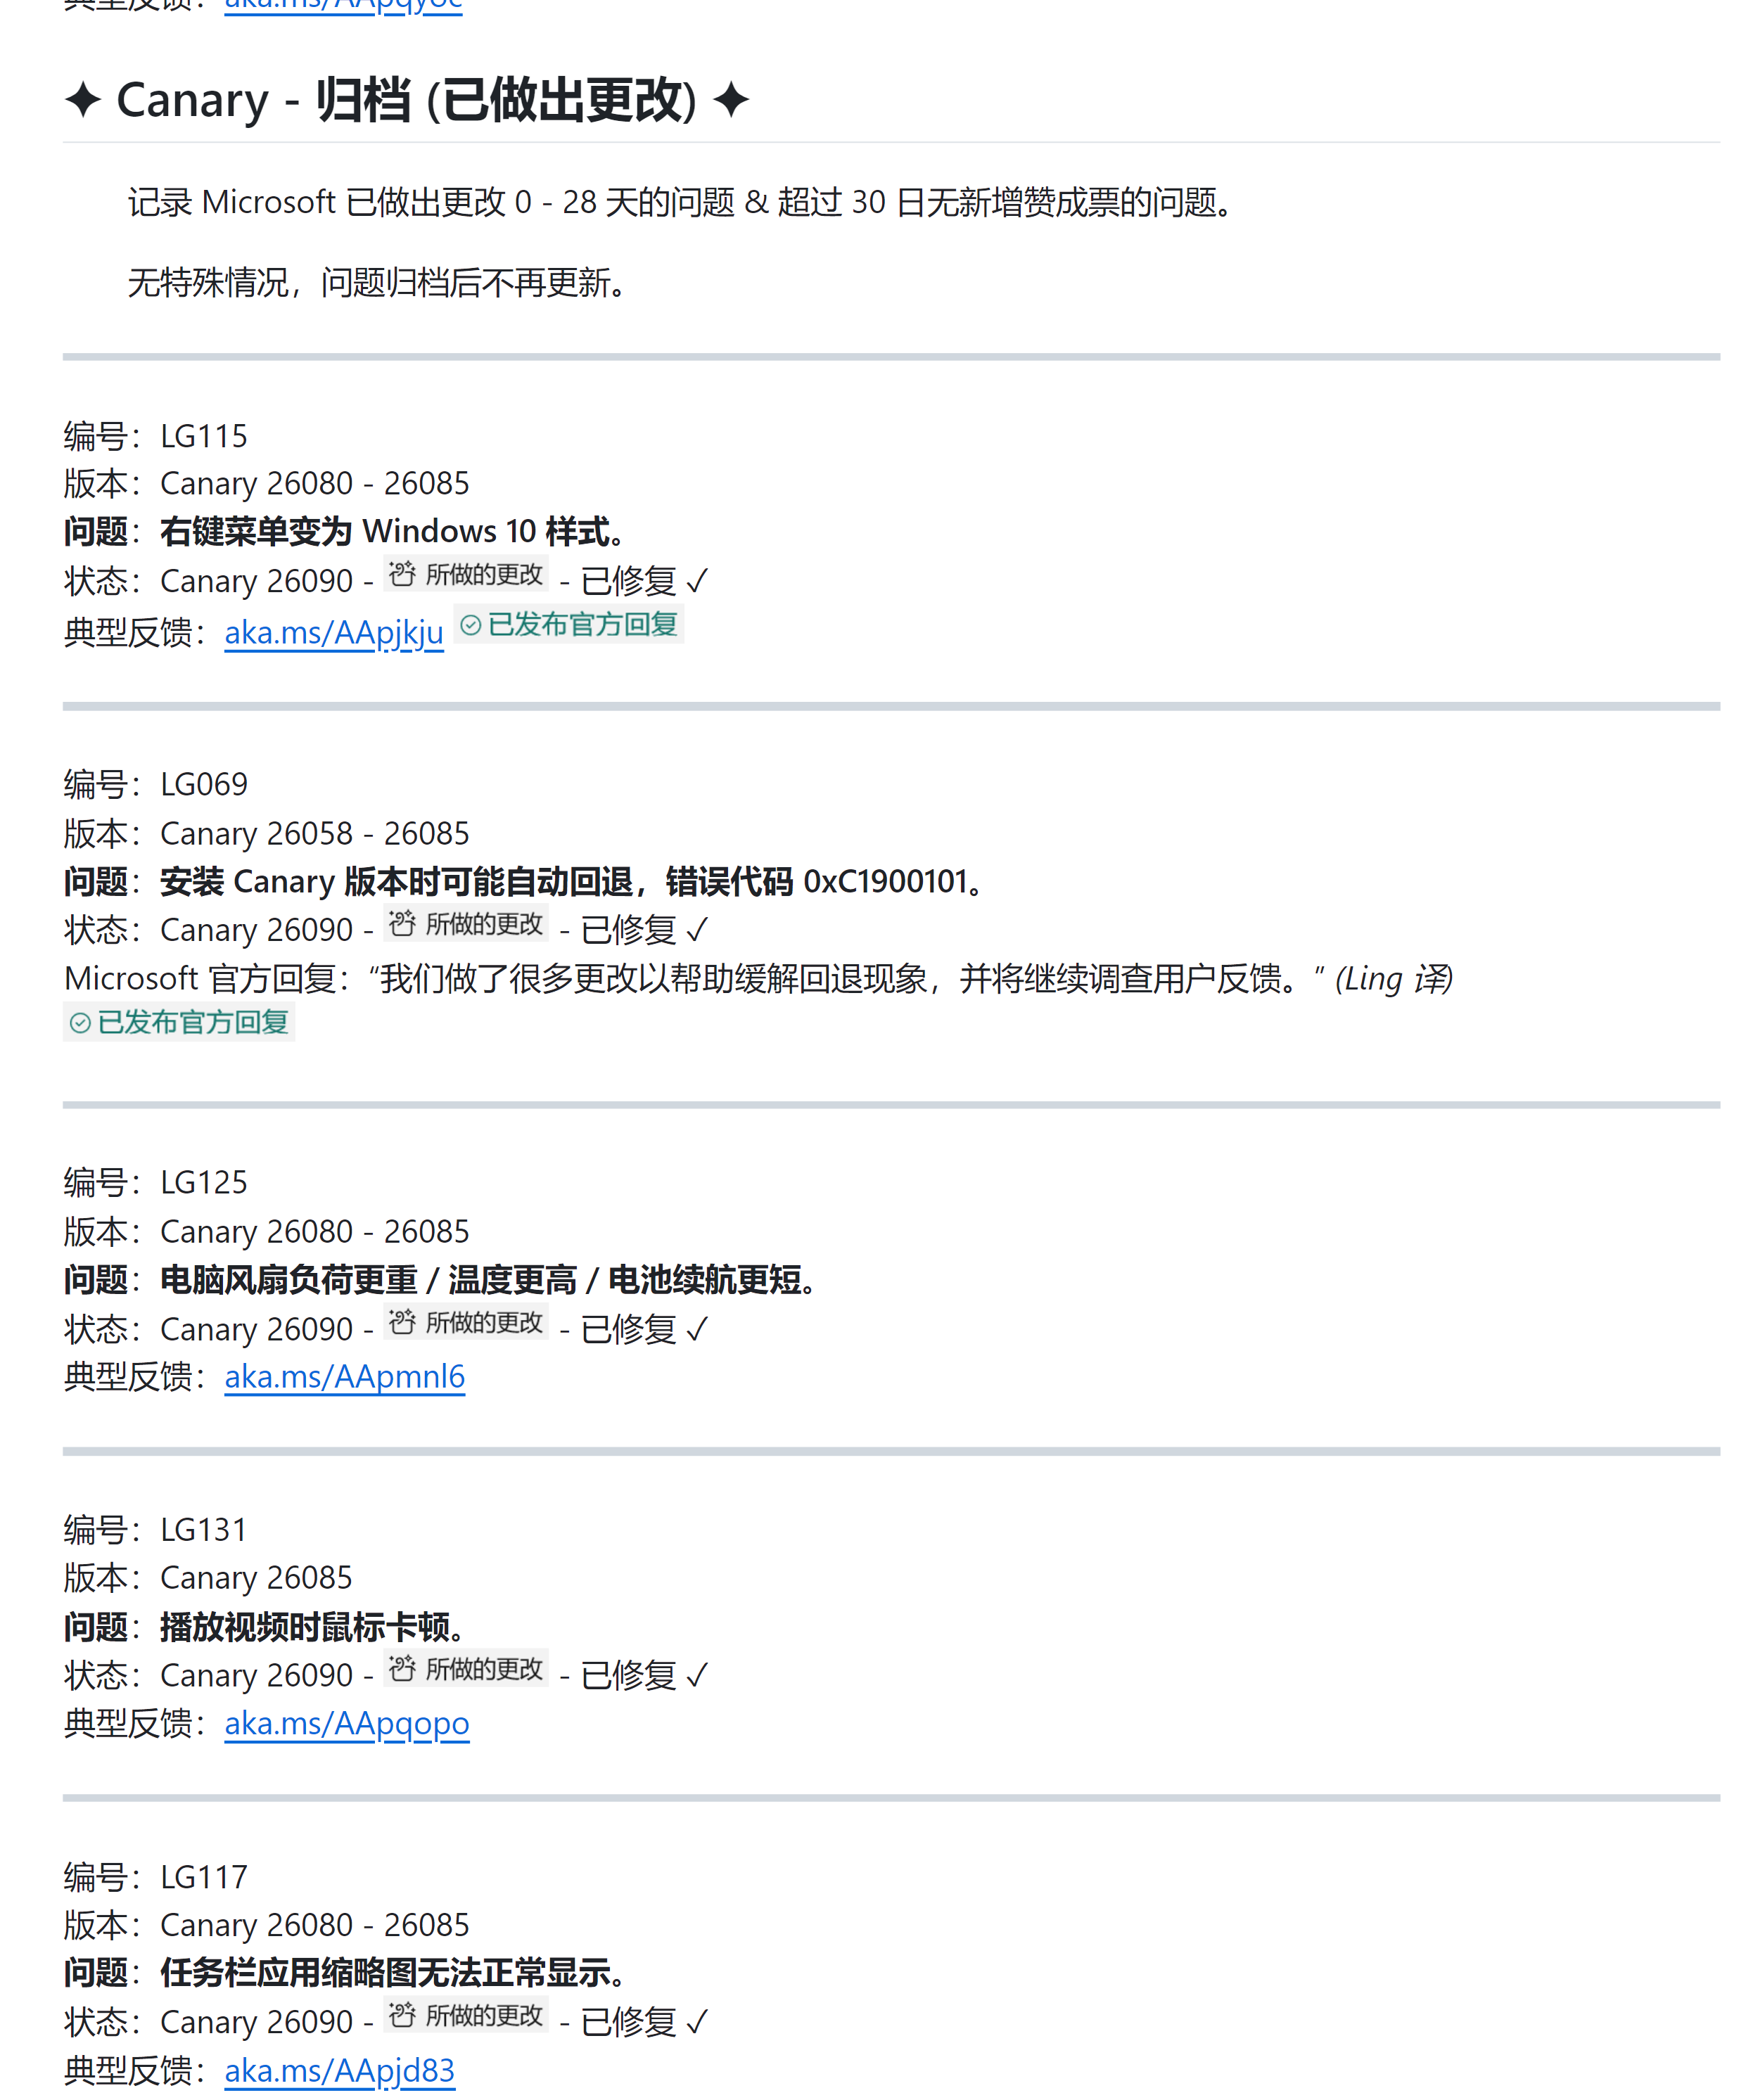 典型反馈：aka.ms/AApqyoc
✦ Canary - 归档 (已做出更改) ✦
记录 Microsoft 已做出更改 0 - 28 天的问题 & 超过 30 日无新增赞成票的问题。
无特殊情况，问题归档后不再更新。
编号：LG115
版本：Canary 26080 - 26085
问题：右键菜单变为 Windows 10 样式。
状态：Canary 26090 - 所做的更改 - 已修复 ✓
典型反馈：aka.ms/AApjkju 已发布官方回复
编号：LG069
版本：Canary 26058 - 26085
问题：安装 Canary 版本时可能自动回退，错误代码 0xC1900101。
状态：Canary 26090 - 所做的更改 - 已修复 ✓
Microsoft 官方回复：“我们做了很多更改以帮助缓解回退现象，并将继续调查用户反馈。” (Ling 译)
已发布官方回复
编号：LG125
版本：Canary 26080 - 26085
问题：电脑风扇负荷更重 / 温度更高 / 电池续航更短。
状态：Canary 26090 - 所做的更改 - 已修复 ✓
典型反馈：aka.ms/AApmnl6
编号：LG131
版本：Canary 26085
问题：播放视频时鼠标卡顿。
状态：Canary 26090 - 所做的更改 - 已修复 ✓
典型反馈：aka.ms/AApqopo
编号：LG117
版本：Canary 26080 - 26085
问题：任务栏应用缩略图无法正常显示。
状态：Canary 26090 - 所做的更改 - 已修复 ✓
典型反馈：aka.ms/AApjd83